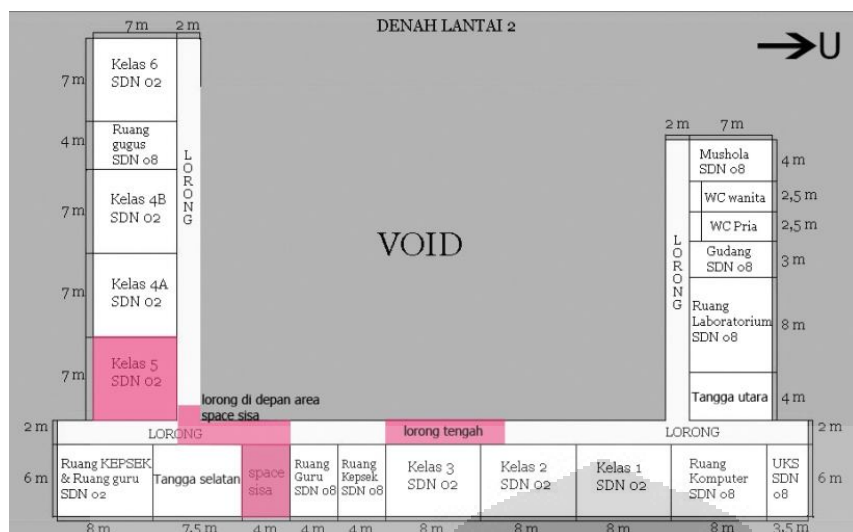 DENAH LANTAI 2
U
7 m
2 m
7 m
Kelas 6
SDN 02
4 m
Ruang
gugus
SDN 08
7 m
Kelas 4B
SDN 02
7 m
Kelas 4A
SDN 02
7 m
Kelas 5
SDN 02
LORONG
VOID
2 m
7 m
LORONG
Mushola
SDN 08
4 m
WC wanita
2,5 m
WC Pria
2,5 m
Gudang
SDN 08
3 m
Ruang
Laboratorium
SDN 08
8 m
Tangga utara
4 m
lorong di depan area
space sisa
2 m
LORONG
lorong tengah
LORONG
2 m
6 m
Ruang KEPSEK
& Ruang guru
SDN 02
Tangga selatan
space
sisa
Ruang
Guru
SDN 08
Ruang
Kepsek
SDN 08
Kelas 3
SDN 02
Kelas 2
SDN 02
Kelas 1
SDN 02
Ruang
Komputer
SDN 08
UKS
SDN
08
6 m
8 m
7,5 m
4 m
4 m
4 m
8 m
8 m
8 m
8 m
3,5 m